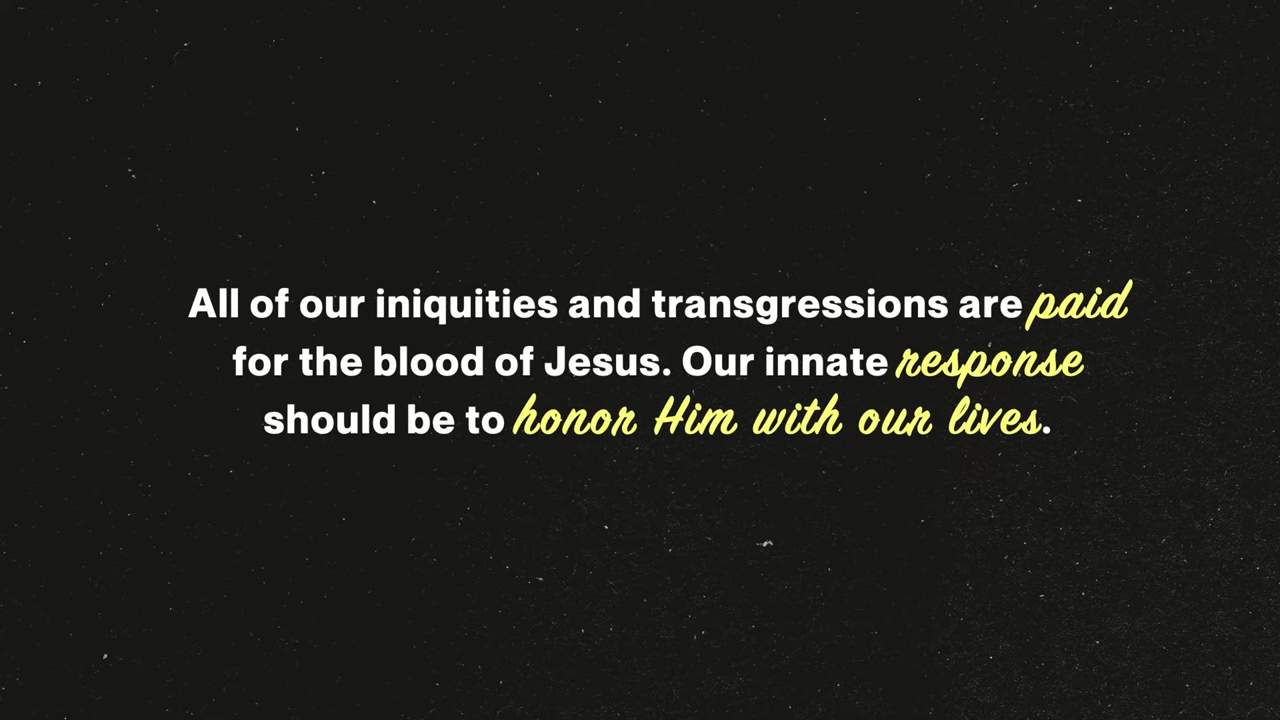 All of our iniquities and transgressions are paid
for the blood of Jesus. Our innate response
should be to honor Him with our lives.